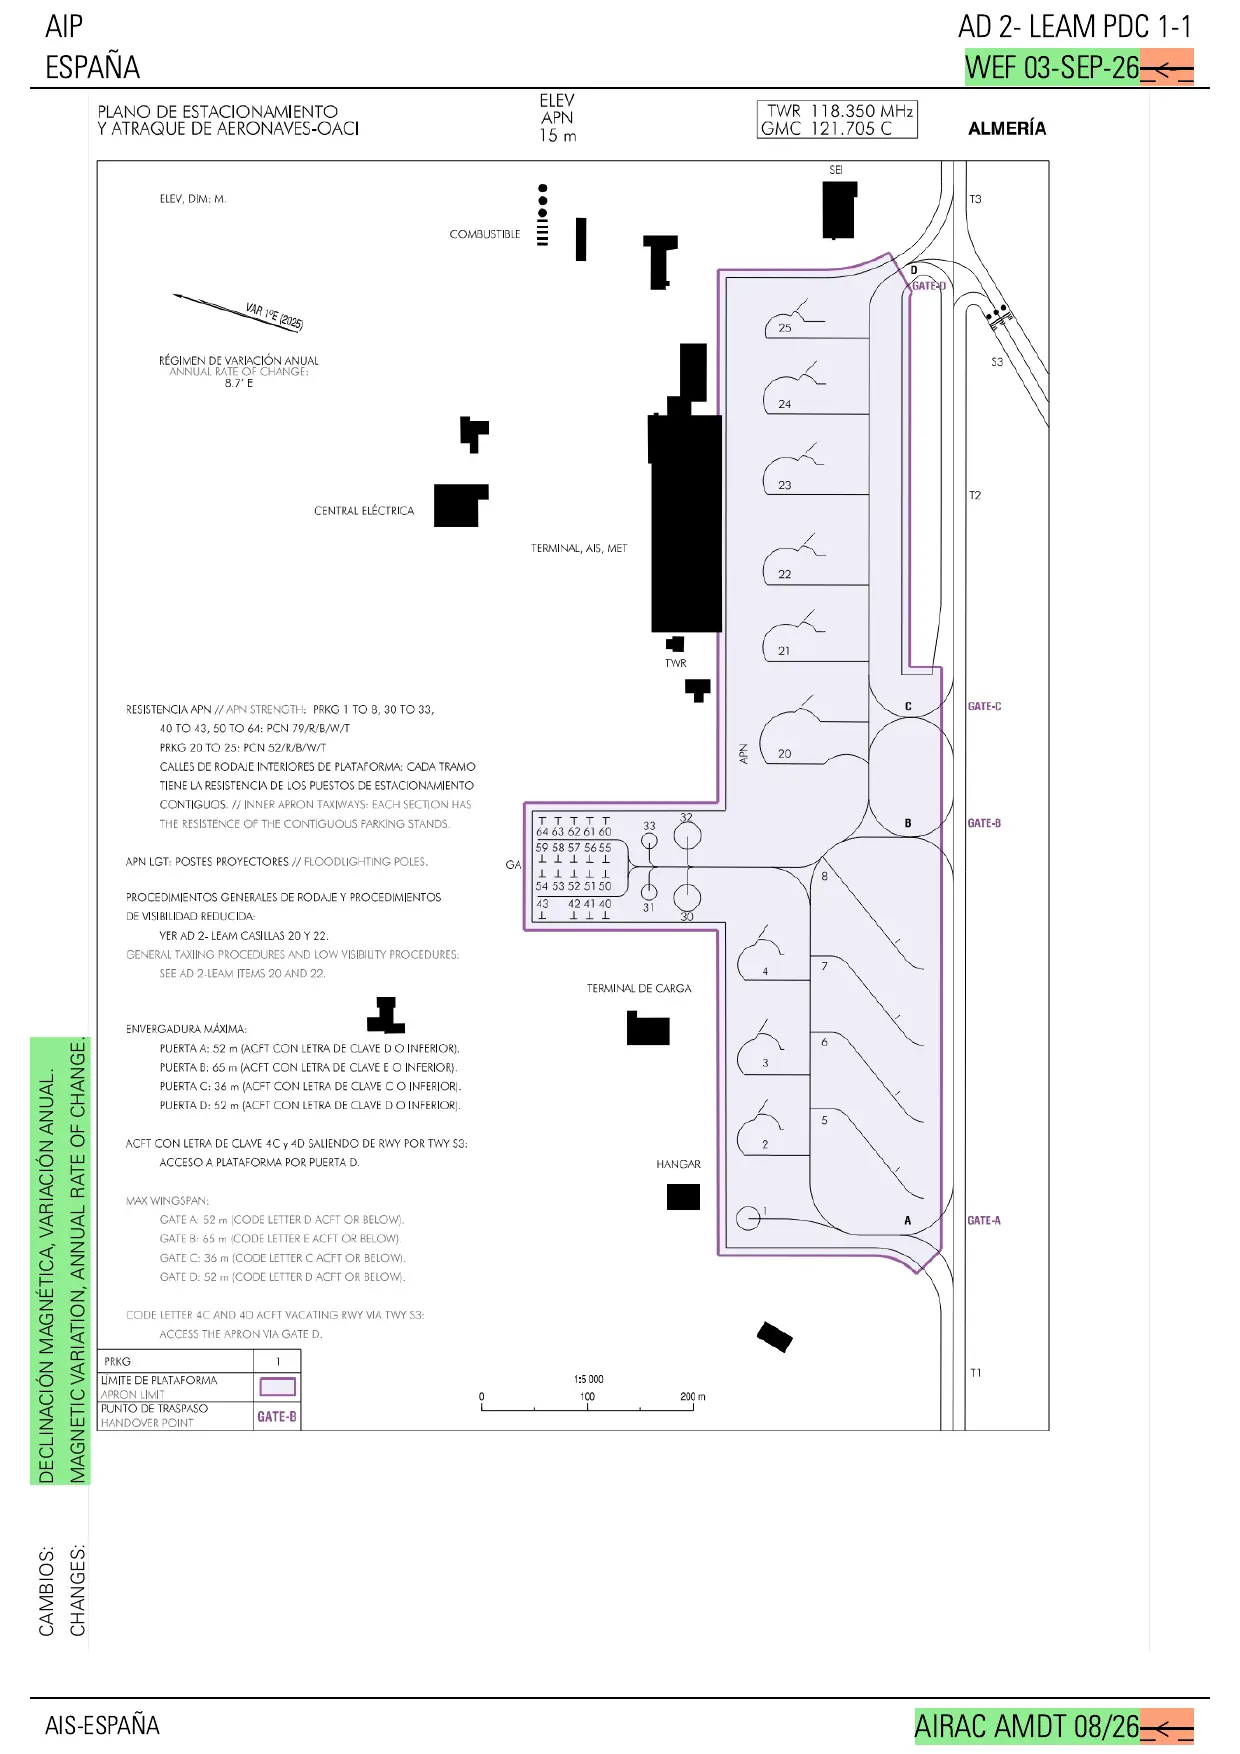 AIP
ESPAÑA
AD 2- LEAM PDC 1-1
WEF 03-SEP-26
PLANO DE ESTACIONAMIENTO
Y ATRAQUE DE AERONAVES-OACI
ELEV
APN
15 m
TWR 118.350 MHz
GMC 121.705 C
ALMERÍA
ELEV, DIM: M.
COMBUSTIBLE
SEI
T3
D
GATE-D
VAR 1°E (2025)
RÉGIMEN DE VARIACIÓN ANUAL
ANNUAL RATE OF CHANGE:
8.7' E
25
S3
24
23
T2
CENTRAL ELÉCTRICA
TERMINAL, AIS, MET
22
21
TWR
C
GATE-C
APN
20
B
GATE-B
RESISTENCIA APN // APN STRENGTH: PRKG 1 TO 8, 30 TO 33,
40 TO 43, 50 TO 64: PCN 79/R/B/W/T
PRKG 20 TO 25: PCN 52/R/B/W/T
CALLES DE RODAJE INTERIORES DE PLATAFORMA: CADA TRAMO
TIENE LA RESISTENCIA DE LOS PUESTOS DE ESTACIONAMIENTO
CONTIGUOS. // INNER APRON TAXIWAYS: EACH SECTION HAS
THE RESISTENCE OF THE CONTIGUOUS PARKING STANDS.
APN LGT: POSTES PROYECTORES // FLOODLIGHTING POLES.
PROCEDIMIENTOS GENERALES DE RODAJE Y PROCEDIMIENTOS
DE VISIBILIDAD REDUCIDA:
VER AD 2- LEAM CASILLAS 20 Y 22.
GENERAL TAXIING PROCEDURES AND LOW VISIBILITY PROCEDURES:
SEE AD 2-LEAM ITEMS 20 AND 22.
GA
64 63 62 61 60
59 58 57 56 55
54 53 52 51 50
43 42 41 40
33
32
31
30
8
4
7
TERMINAL DE CARGA
3
6
2
5
HANGAR
1
A
GATE-A
ENVERGADURA MÁXIMA:
PUERTA A: 52 m (ACFT CON LETRA DE CLAVE D O INFERIOR).
PUERTA B: 65 m (ACFT CON LETRA DE CLAVE E O INFERIOR).
PUERTA C: 36 m (ACFT CON LETRA DE CLAVE C O INFERIOR).
PUERTA D: 52 m (ACFT CON LETRA DE CLAVE D O INFERIOR).
ACFT CON LETRA DE CLAVE 4C y 4D SALIENDO DE RWY POR TWY S3:
ACCESO A PLATAFORMA POR PUERTA D.
MAX WINGSPAN:
GATE A: 52 m (CODE LETTER D ACFT OR BELOW).
GATE B: 65 m (CODE LETTER E ACFT OR BELOW).
GATE C: 36 m (CODE LETTER C ACFT OR BELOW).
GATE D: 52 m (CODE LETTER D ACFT OR BELOW).
CODE LETTER 4C AND 4D ACFT VACATING RWY VIA TWY S3:
ACCESS THE APRON VIA GATE D.
T1
PRKG 1
LÍMITE DE PLATAFORMA
APRON LIMIT
PUNTO DE TRASPASO
HANDOVER POINT
GATE-B
1:5 000
0 100 200 m
CAMBIOS: DECLINACIÓN MAGNÉTICA, VARIACIÓN ANUAL.
CHANGES: MAGNETIC VARIATION, ANNUAL RATE OF CHANGE.
AIS-ESPAÑA
AIRAC AMDT 08/26